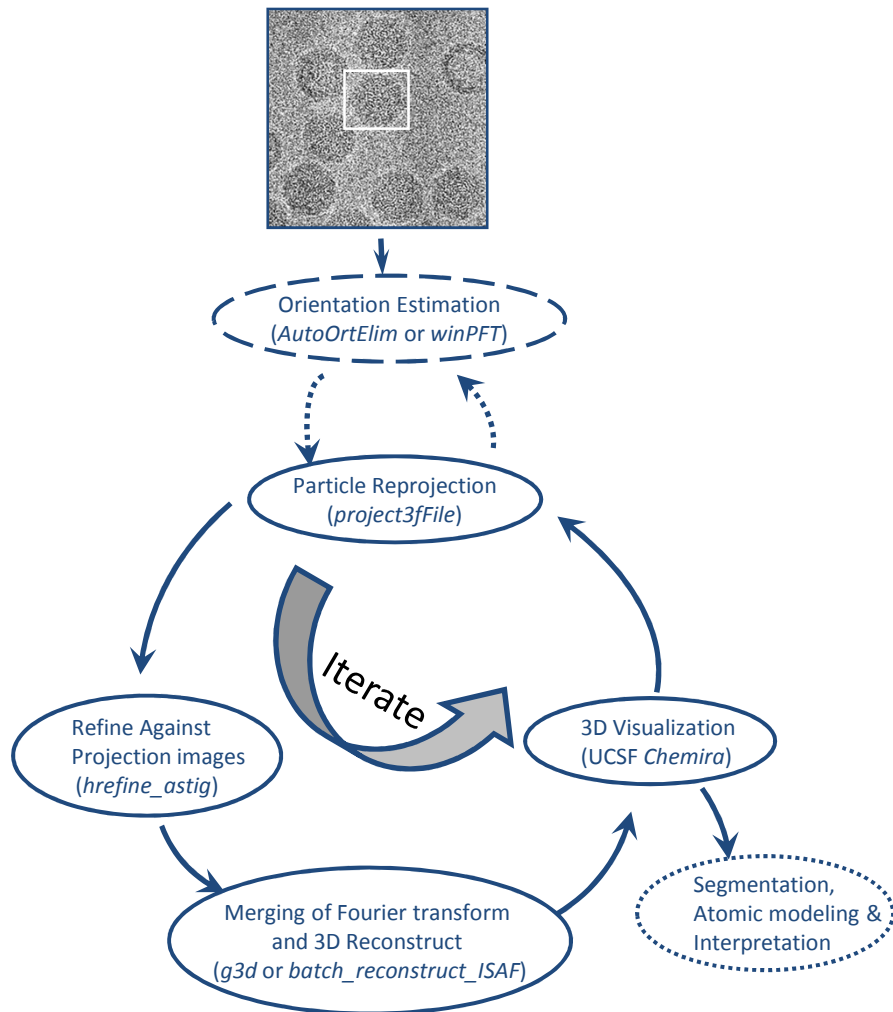 Orientation Estimation
(AutoOrtElim or winPFT)
Particle Reprojection
(project3fFile)
Iterate
Refine Against
Projection images
(hrefine_astig)
3D Visualization
(UCSF Chemira)
Merging of Fourier transform
and 3D Reconstruct
(g3d or batch_reconstruct_ISAF)
Segmentation,
Atomic modeling &
Interpretation